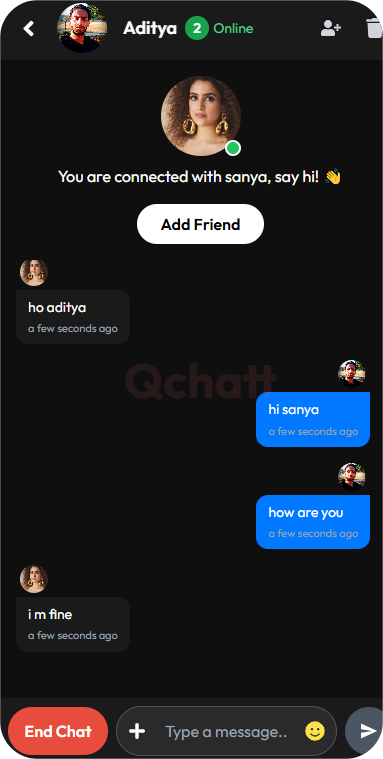 Aditya 2 Online
You are connected with sanya, say hi! 👋
Add Friend
ho aditya
a few seconds ago
Qchatt
hi sanya
a few seconds ago
how are you
a few seconds ago
i m fine
a few seconds ago
End Chat
Type a message..